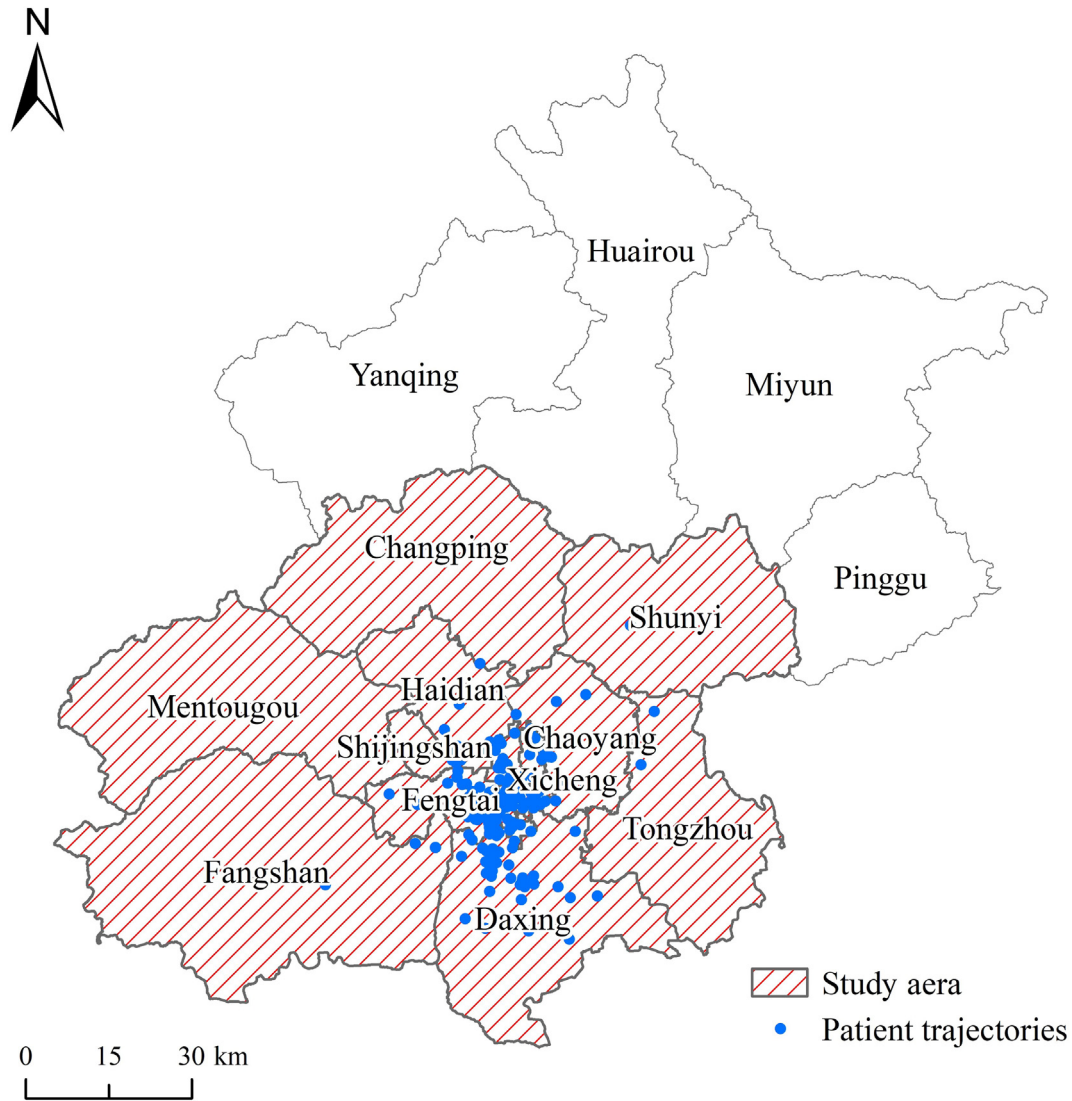 N
Huairou
Yanqing
Miyun
Changping
Pinggu
Shunyi
Haidian
Mentougou
Shijingshan
Chaoyang
Xicheng
Fengtai
Tongzhou
Fangshan
Daxing
Study aera
Patient trajectories
0 15 30 km